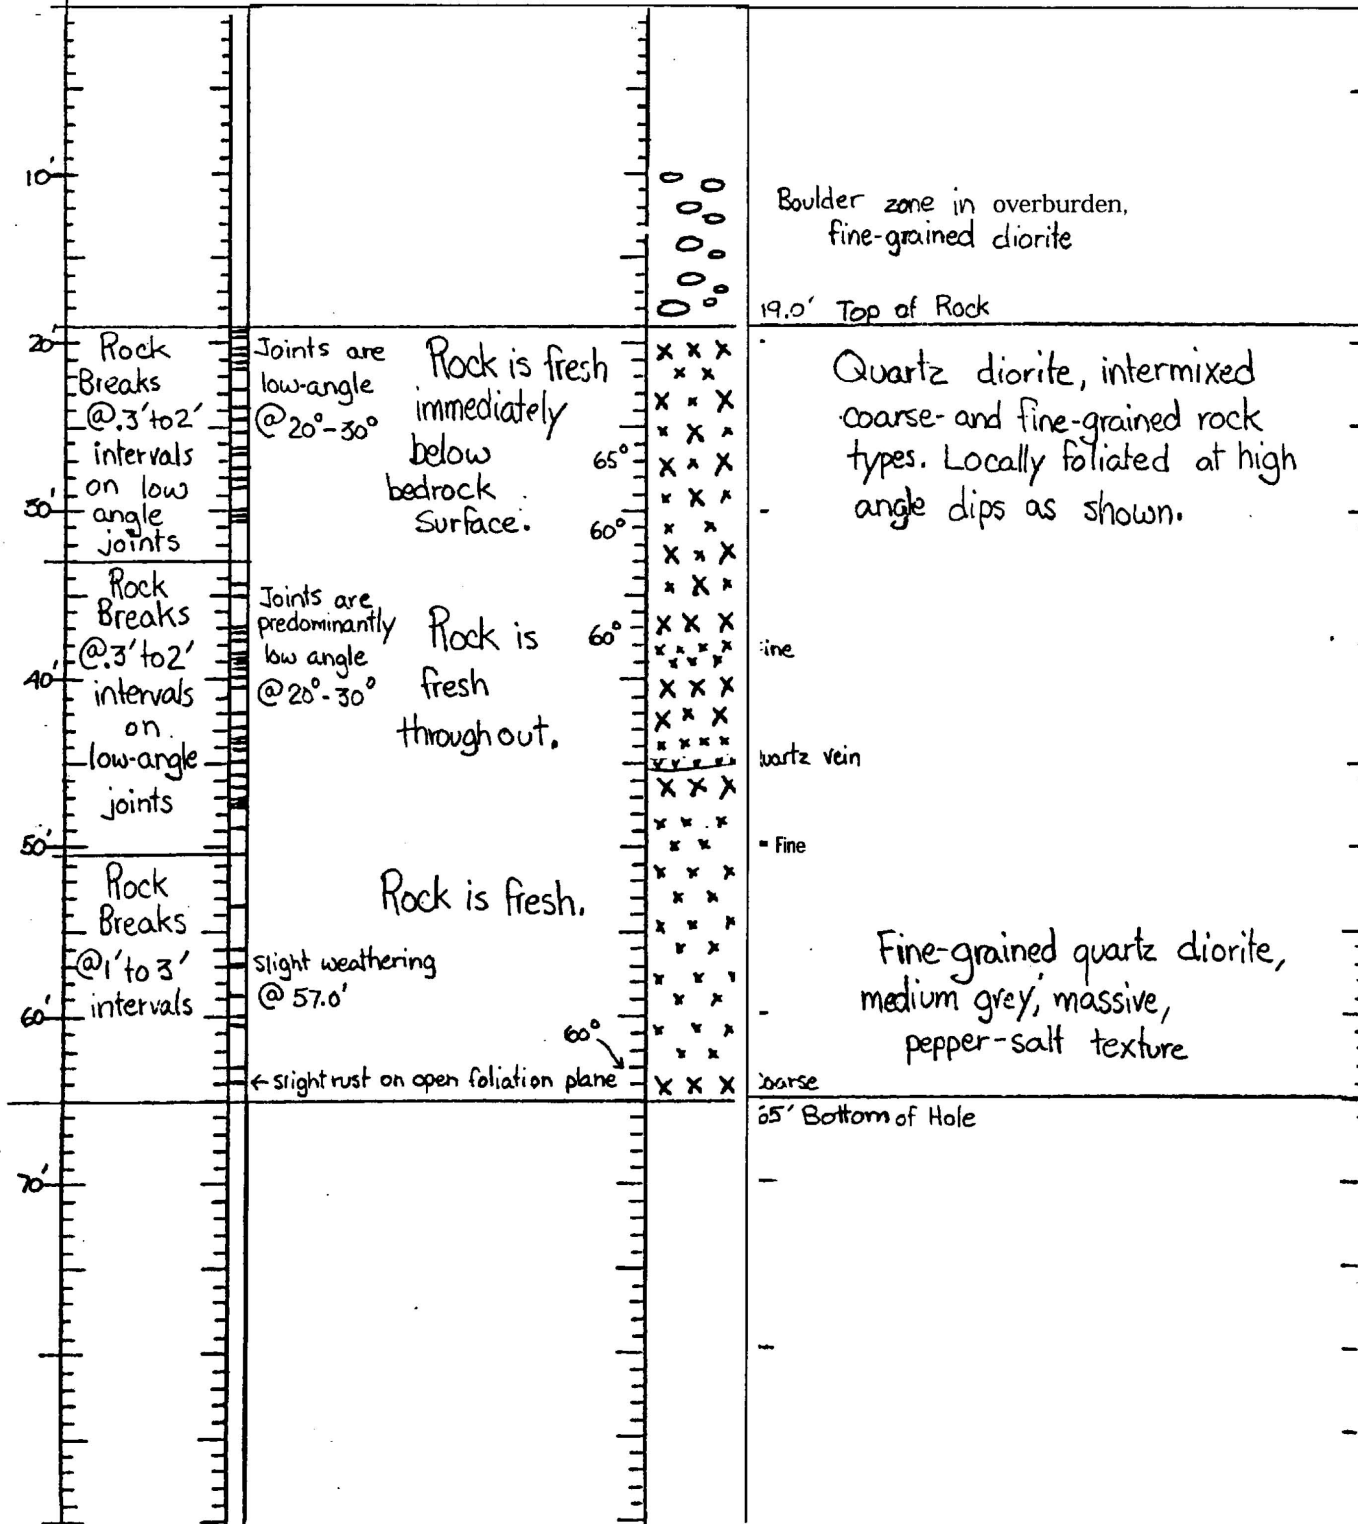 10'
20'
30'
40'
50'
60'
70'
Rock
Breaks
@.3' to 2'
intervals
on low
angle
joints
Rock
Breaks
@.3' to 2'
intervals
on
low-angle
joints
Rock
Breaks
@1' to 3'
intervals
Joints are
low-angle
@20°-30°
Rock is fresh
immediately
below
bedrock
surface.
65°
60°
Joints are
predominantly
low angle
@20°-30°
Rock is
fresh
throughout.
60°
Rock is fresh.
Slight weathering
@ 57.0'
60°
←slight rust on open foliation plane
Boulder zone in overburden,
fine-grained diorite
19.0' Top of Rock
Quartz diorite, intermixed
coarse- and fine-grained rock
types. Locally foliated at high
angle dips as shown.
ine
uartz vein
- Fine
Fine-grained quartz diorite,
medium grey, massive,
pepper-salt texture
oarse
65' Bottom of Hole